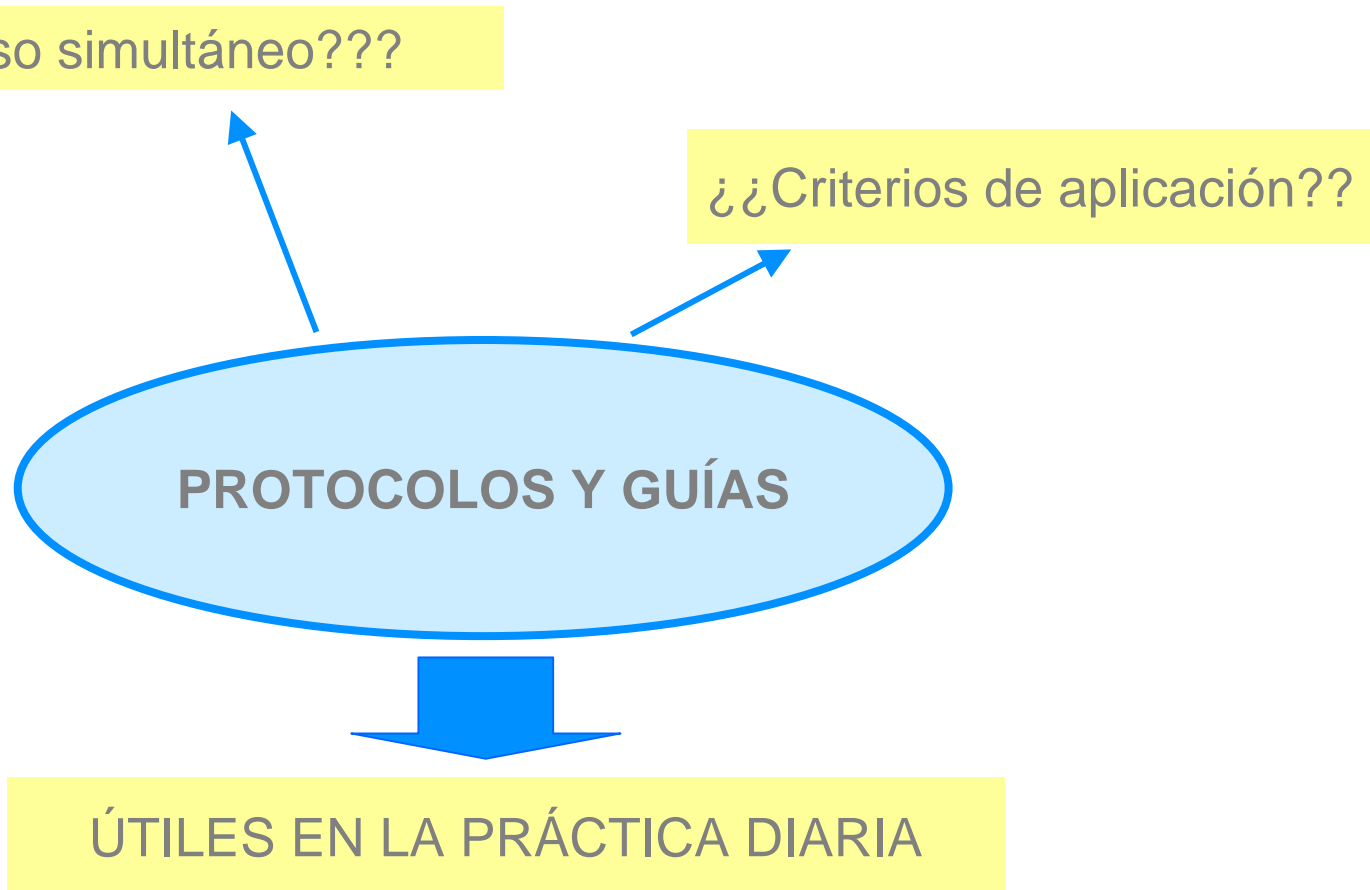 so simultáneo???
¿¿Criterios de aplicación??
PROTOCOLOS Y GUÍAS
ÚTILES EN LA PRÁCTICA DIARIA